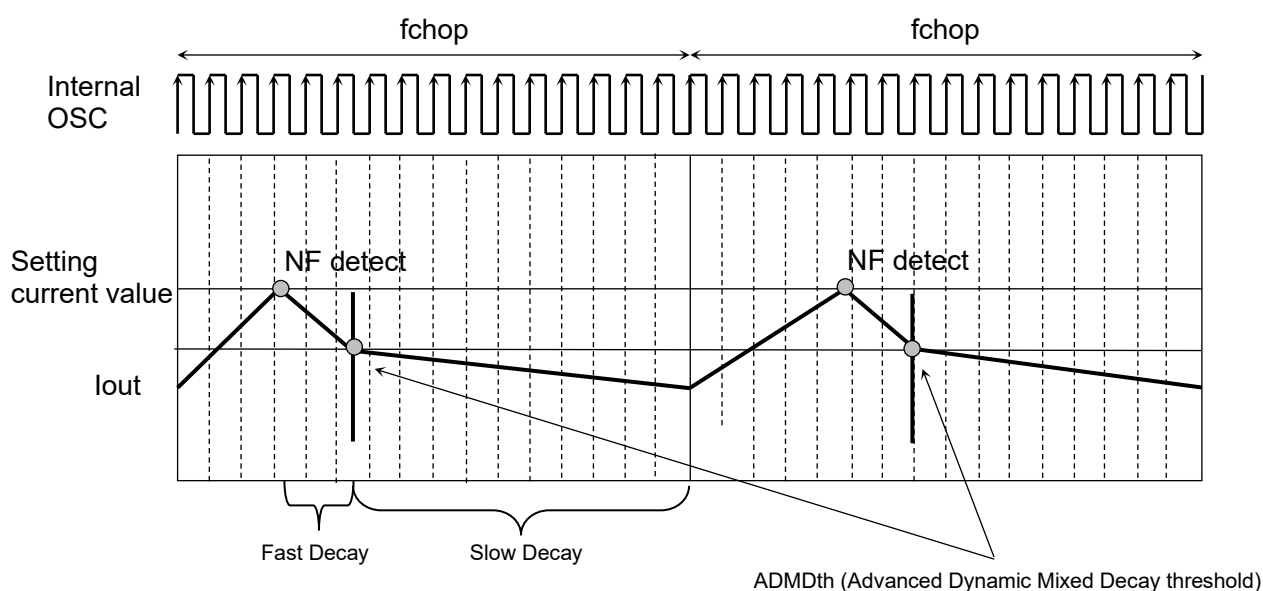 fchop
fchop
Internal
OSC
Setting
current value
NF detect
NF detect
Iout
Fast Decay
Slow Decay
ADMDth (Advanced Dynamic Mixed Decay threshold)